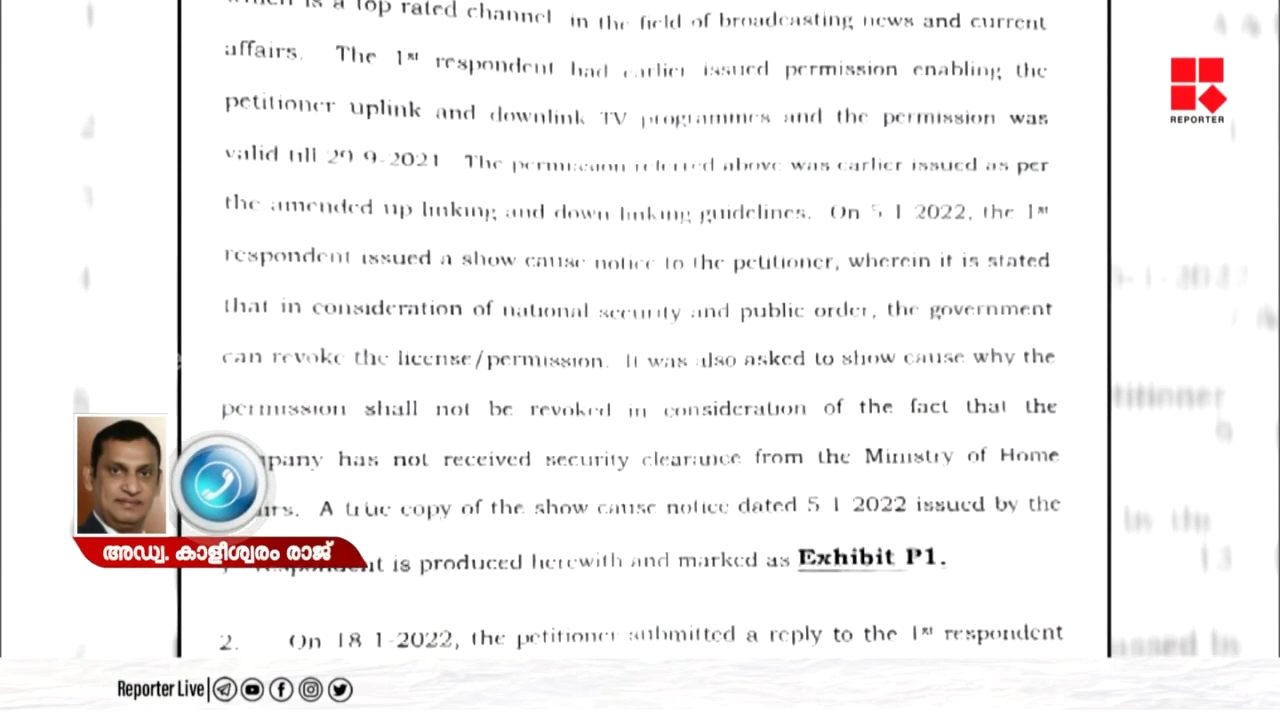 which is a top rated channel in the field of broadcasting news and current
affairs. The 1st respondent had earlier issued permission enabling the
petitioner uplink and downlink TV programmes and the permission was
valid till 29 9-2021 The permission referred above was earlier issued as per
the amended up linking and down linking guidelines. On 5 1 2022, the 1st
respondent issued a show cause notice to the petitioner, wherein it is stated
that in consideration of national security and public order, the government
can revoke the license/permission. It was also asked to show cause why the
permission shall not be revoked in consideration of the fact that the
pany has not received security clearance from the Ministry of Home
airs. A true copy of the show cause notice dated 5 1 2022 issued by the
respondent is produced herewith and marked as Exhibit P1.
2. On 18 1-2022, the petitioner submitted a reply to the 1st respondent
REPORTER
അഡ്വ. കാളീശ്വരം രാജ്
Reporter Live|